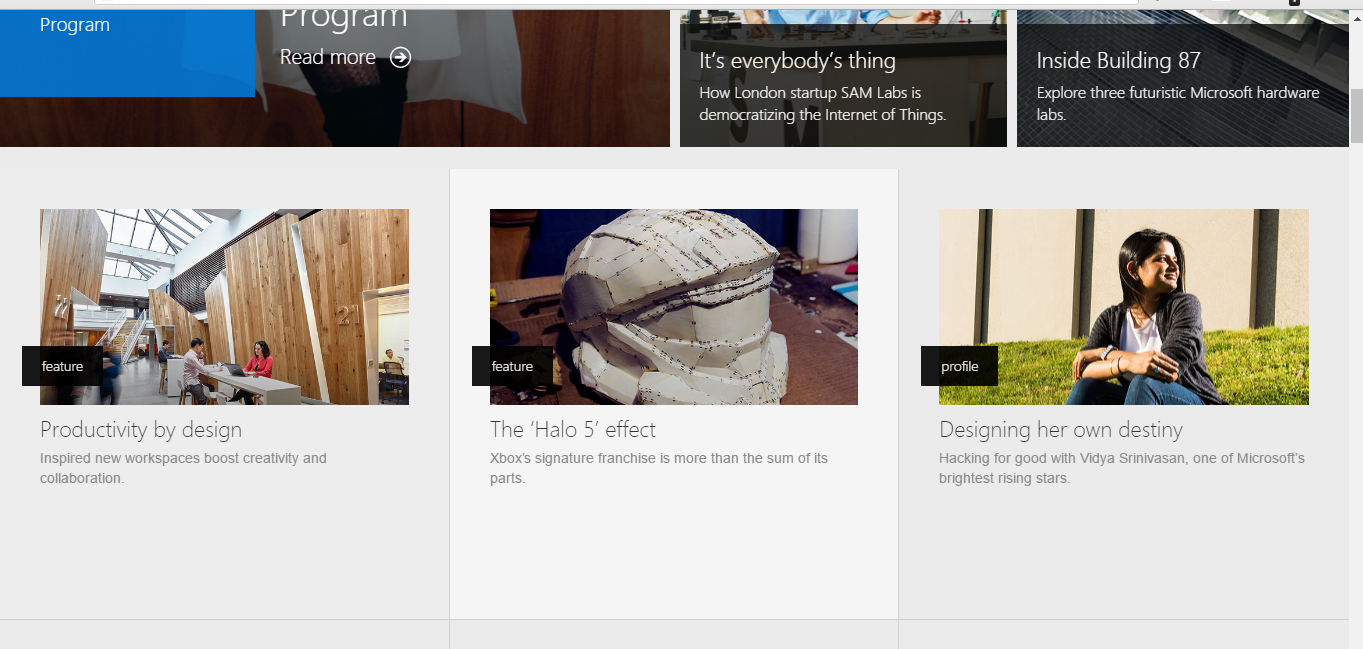 Program
Program
Read more
It’s everybody’s thing
How London startup SAM Labs is
democratizing the Internet of Things.
Inside Building 87
Explore three futuristic Microsoft hardware
labs.
21
feature
Productivity by design
Inspired new workspaces boost creativity and
collaboration.
feature
The ‘Halo 5’ effect
Xbox’s signature franchise is more than the sum of its
parts.
profile
Designing her own destiny
Hacking for good with Vidya Srinivasan, one of Microsoft’s
brightest rising stars.